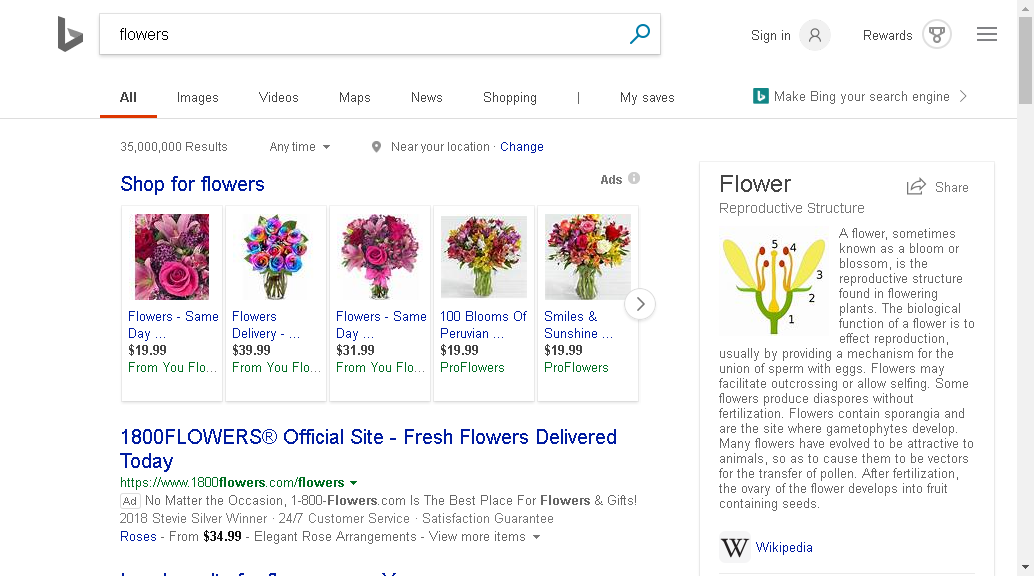 flowers
Sign in
Rewards
All Images Videos Maps News Shopping | My saves
Make Bing your search engine
35,000,000 Results Any time Near your location · Change
Shop for flowers
Ads
Flowers - Same Day ...
$19.99
From You Flo...
Flowers Delivery - ...
$39.99
From You Flo...
Flowers - Same Day ...
$31.99
From You Flo...
100 Blooms Of Peruvian ...
$19.99
ProFlowers
Smiles & Sunshine ...
$19.99
ProFlowers
1800FLOWERS® Official Site - Fresh Flowers Delivered
Today
https://www.1800flowers.com/flowers
Ad No Matter the Occasion, 1-800-Flowers.com Is The Best Place For Flowers & Gifts!
2018 Stevie Silver Winner · 24/7 Customer Service · Satisfaction Guarantee
Roses - From $34.99 - Elegant Rose Arrangements - View more items
Flower
Share
Reproductive Structure
5 4
3
2
1
A flower, sometimes
known as a bloom or
blossom, is the
reproductive structure
found in flowering
plants. The biological
function of a flower is to
effect reproduction,
usually by providing a mechanism for the
union of sperm with eggs. Flowers may
facilitate outcrossing or allow selfing. Some
flowers produce diaspores without
fertilization. Flowers contain sporangia and
are the site where gametophytes develop.
Many flowers have evolved to be attractive to
animals, so as to cause them to be vectors
for the transfer of pollen. After fertilization,
the ovary of the flower develops into fruit
containing seeds.
W Wikipedia